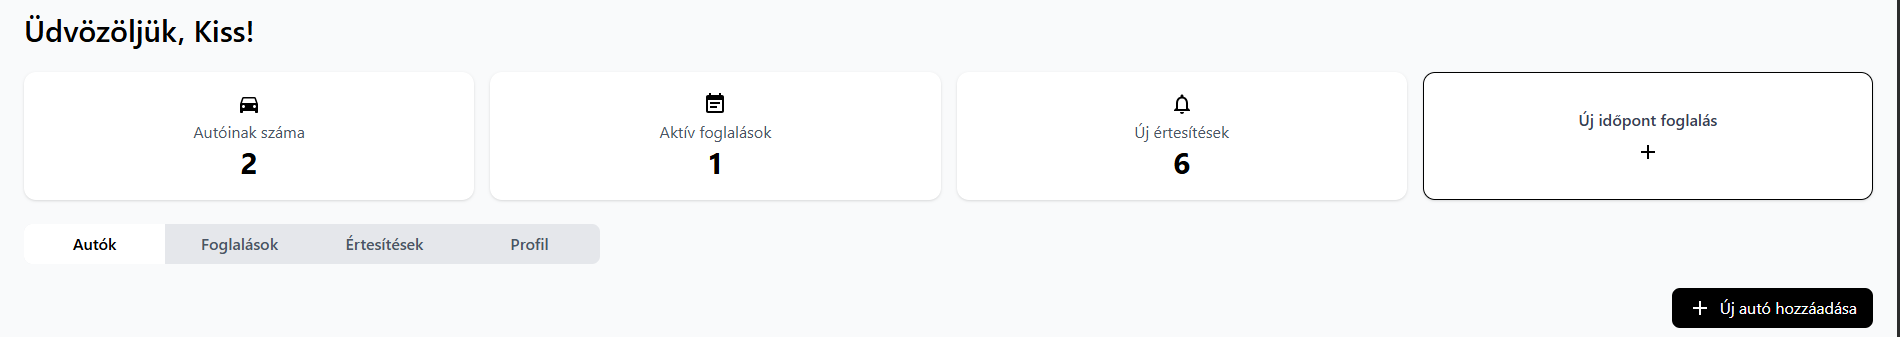 Üdvözöljük, Kiss!
Autóinak száma
2
Aktív foglalások
1
Új értesítések
6
Új időpont foglalás
+
Autók
Foglalások
Értesítések
Profil
+ Új autó hozzáadása